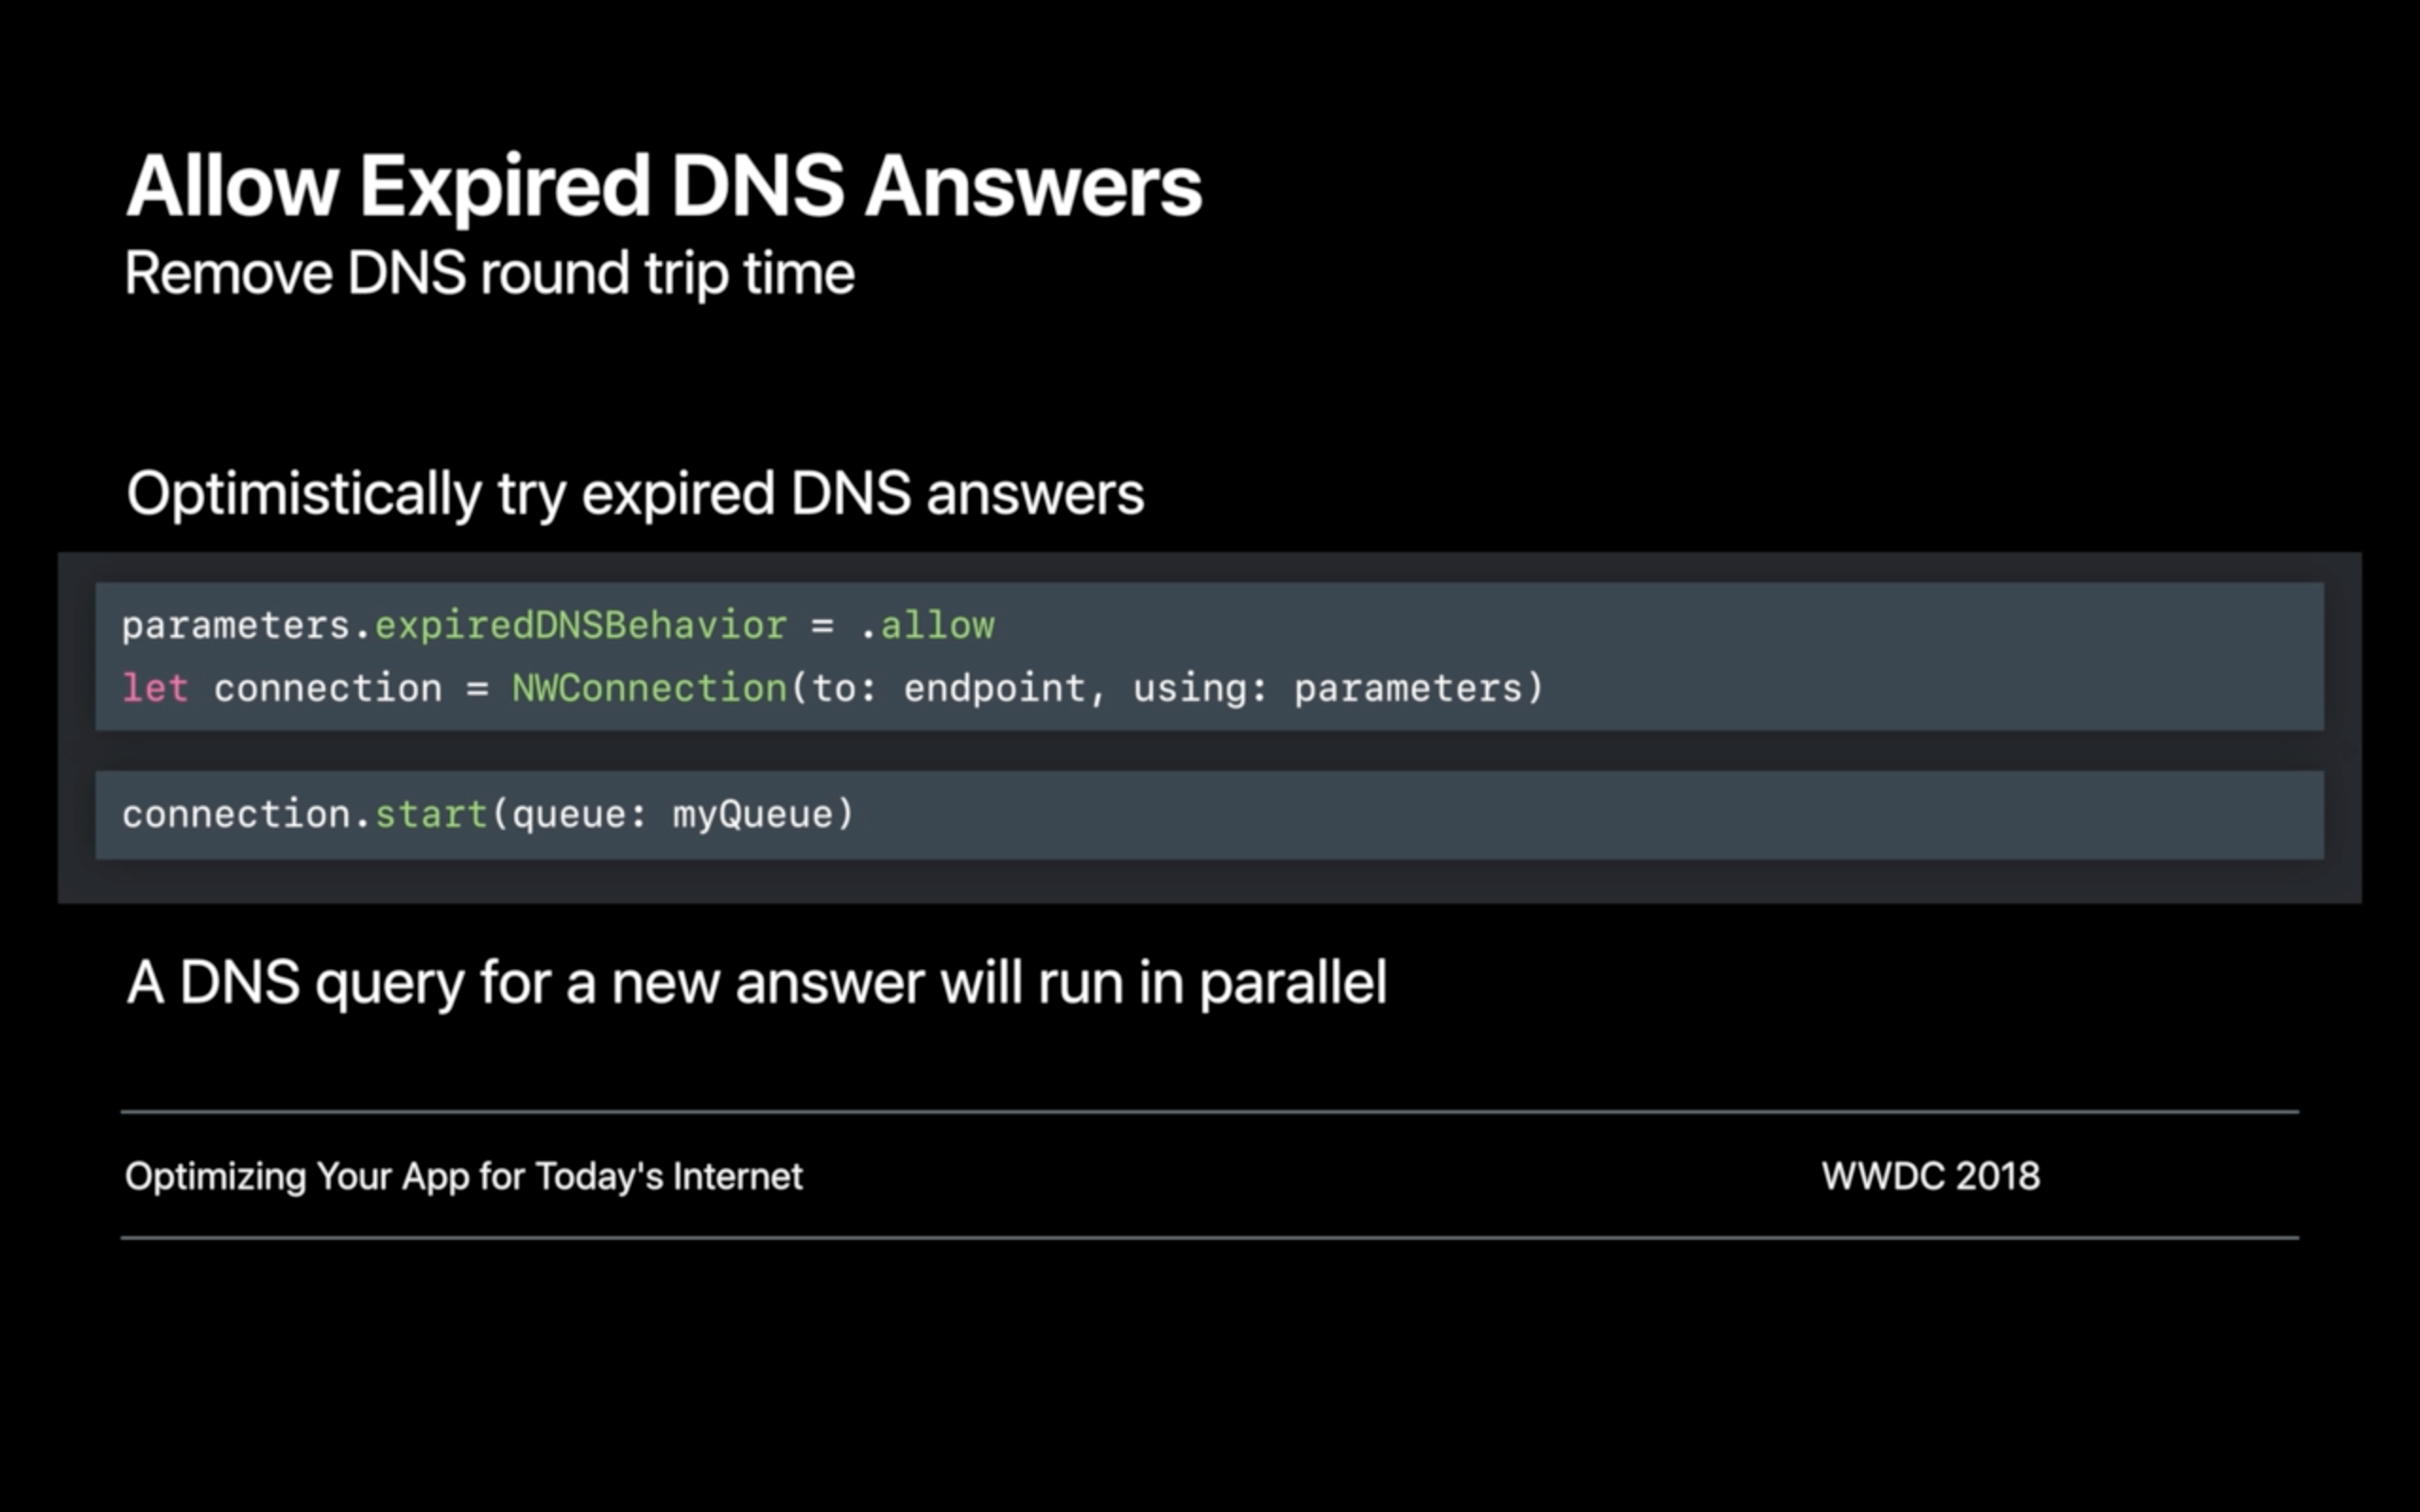 Allow Expired DNS Answers
Remove DNS round trip time
Optimistically try expired DNS answers
parameters.expiredDNSBehavior = .allow
let connection = NWConnection(to: endpoint, using: parameters)
connection.start(queue: myQueue)
A DNS query for a new answer will run in parallel
Optimizing Your App for Today's Internet WWDC 2018